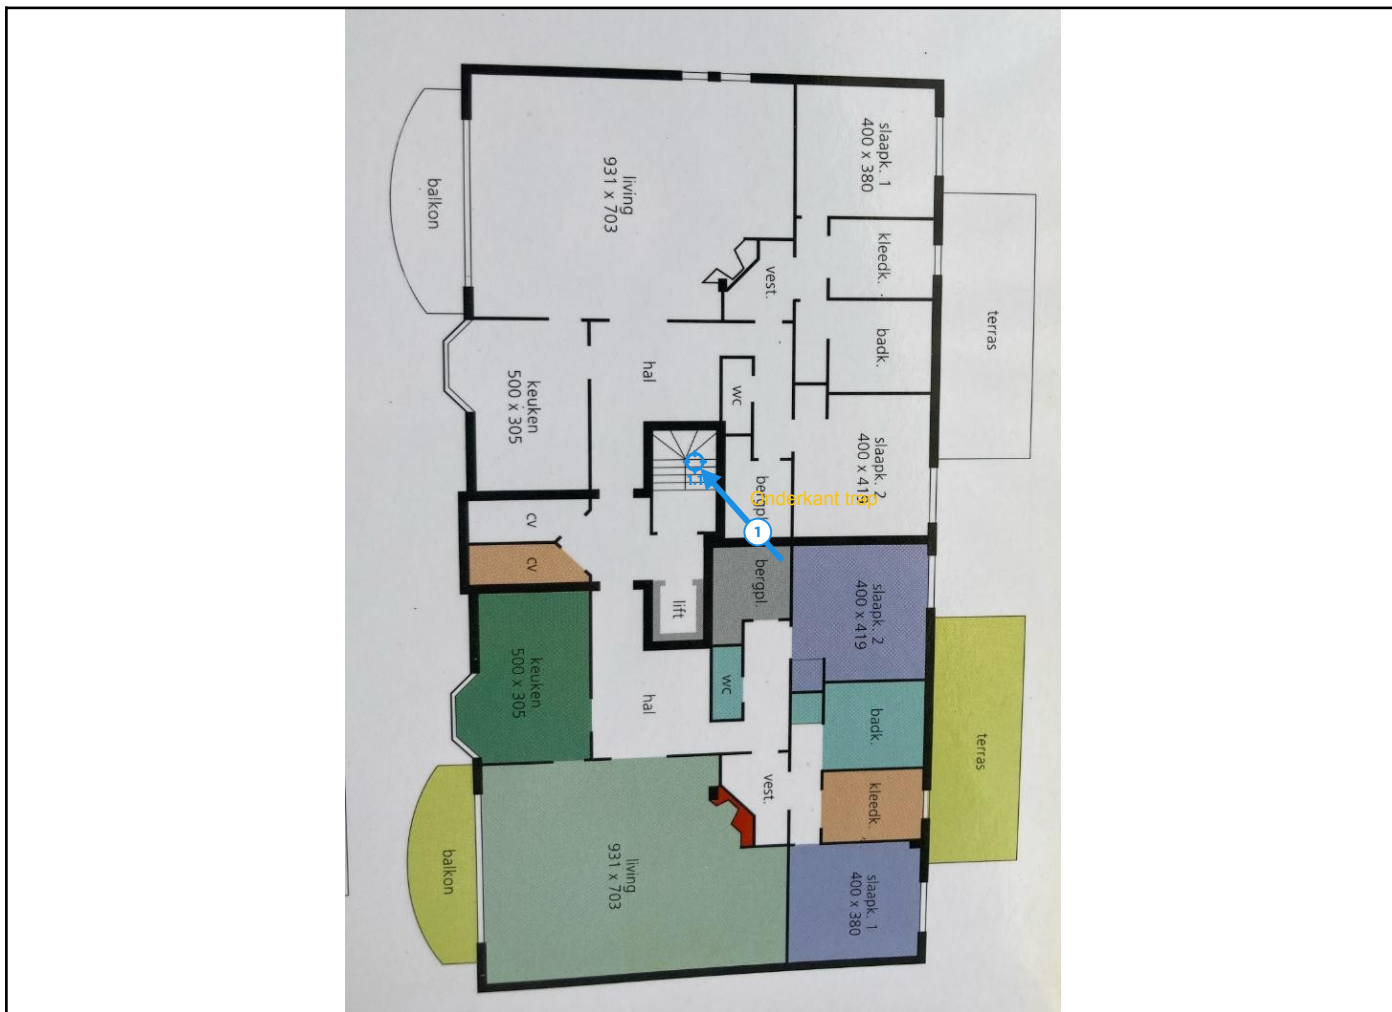 slaapk. 1
400 x 380
living
931 x 703
balkon
kleedk.
vest.
terras
badk.
hal
wc
keuken
500 x 305
slaapk. 2
400 x 419
bergpl.
Onderkant trap
1
cv
cv
bergpl.
lift
slaapk. 2
400 x 419
keuken
500 x 305
wc
hal
badk.
terras
vest.
kleedk.
balkon
living
931 x 703
slaapk. 1
400 x 380